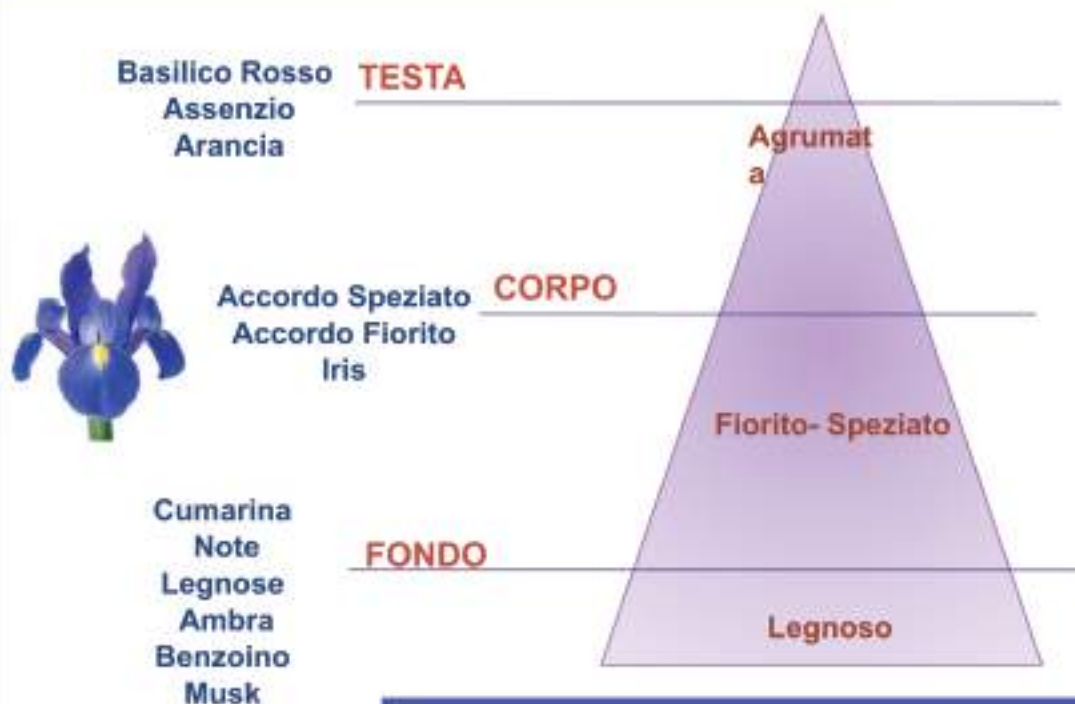 Basilico Rosso
Assenzio
Arancia
TESTA
Agrumat
a
Accordo Speziato
Accordo Fiorito
Iris
CORPO
Fiorito- Speziato
Cumarina
Note
Legnose
Ambra
Benzoino
Musk
FONDO
Legnoso